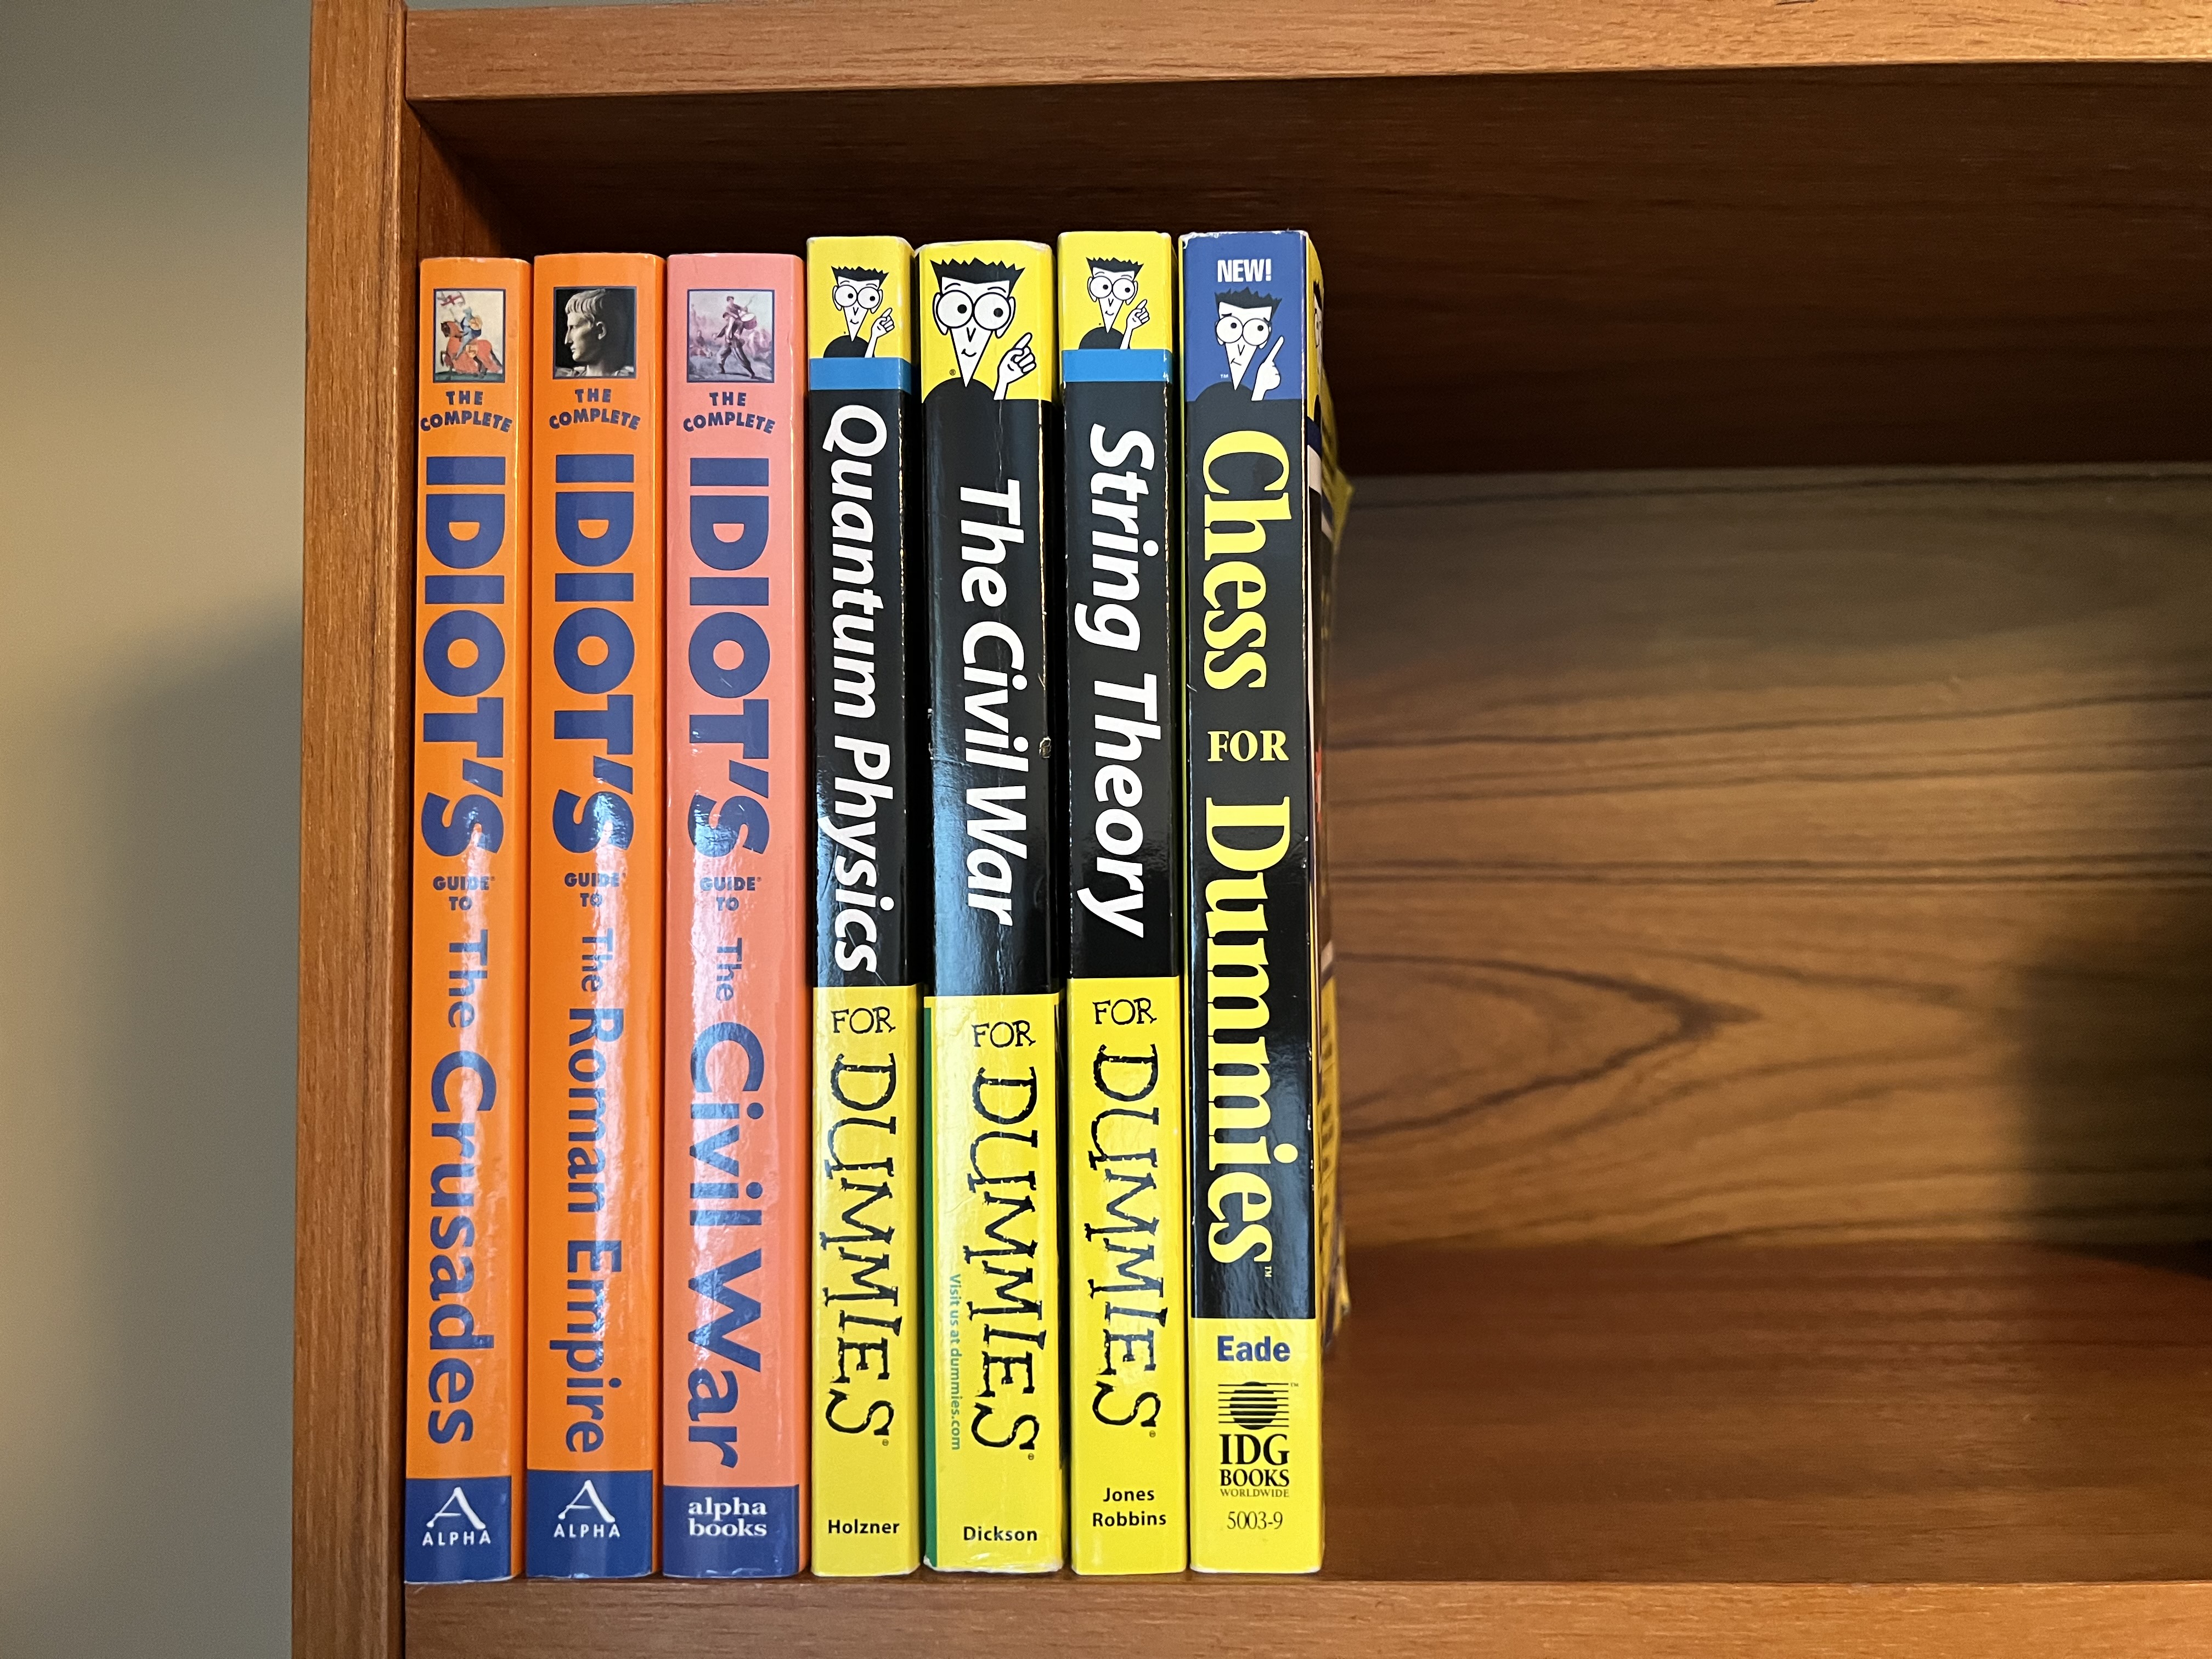 THE
COMPLETE
IDIOT'S
GUIDE®
TO
The Crusades
A
ALPHA
THE
COMPLETE
IDIOT'S
GUIDE®
TO
The Roman Empire
A
ALPHA
THE
COMPLETE
IDIOT'S
GUIDE®
TO
The Civil War
alpha
books
Quantum Physics
FOR
DUMMIES®
Holzner
®
The Civil War
FOR
DUMMIES®
Visit us at dummies.com
Dickson
String Theory
FOR
DUMMIES®
Jones
Robbins
NEW!
™
Chess
FOR
Dummies™
Eade
™
IDG
BOOKS
WORLDWIDE
5003-9